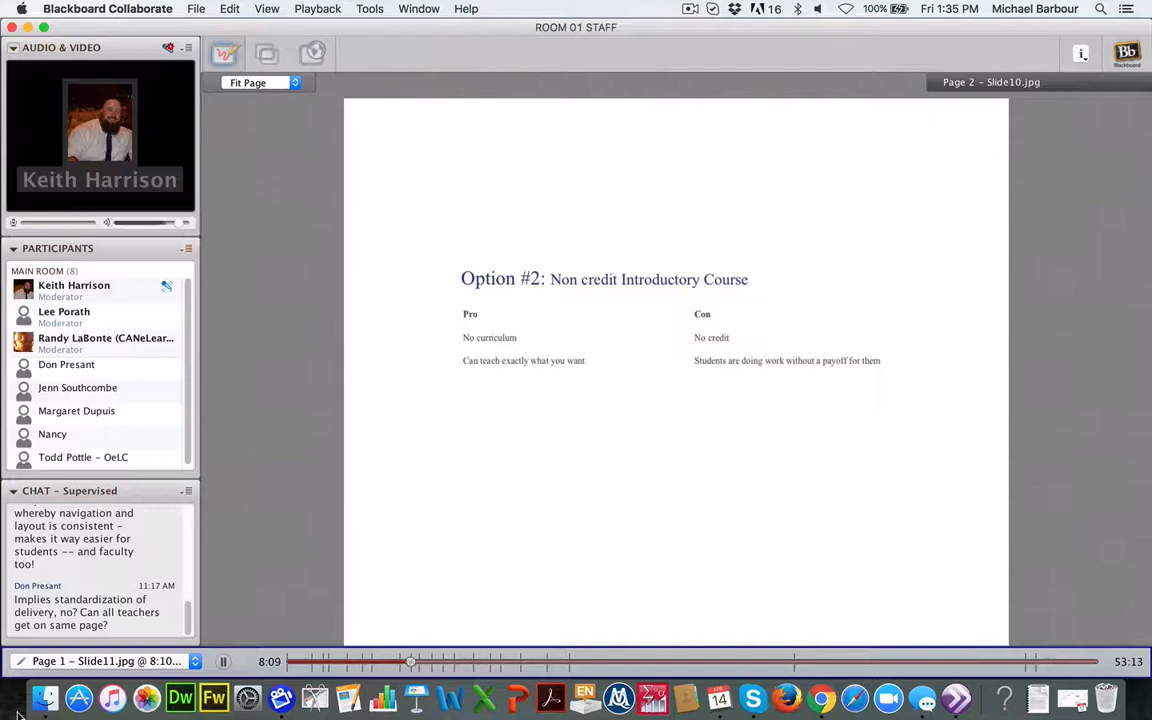 Blackboard Collaborate File Edit View Playback Tools Window Help 16 100% Fri 1:35 PM Michael Barbour
ROOM 01 STAFF
AUDIO & VIDEO
Keith Harrison
Fit Page
Page 2 - Slide10.jpg
i
Bb
Blackboard
PARTICIPANTS
MAIN ROOM (8)
Keith Harrison
Moderator
Lee Porath
Moderator
Randy LaBonte (CANeLear...
Moderator
Don Presant
Jenn Southcombe
Margaret Dupuis
Nancy
Todd Pottle - OeLC
CHAT - Supervised
whereby navigation and
layout is consistent -
makes it way easier for
students -- and faculty
too!
Don Presant 11:17 AM
Implies standardization of
delivery, no? Can all teachers
get on same page?
Option #2: Non credit Introductory Course
Pro Con
No curriculum No credit
Can teach exactly what you want Students are doing work without a payoff for them
Page 1 - Slide11.jpg @ 8:10... 8:09 53:13
Dw Fw EN 14